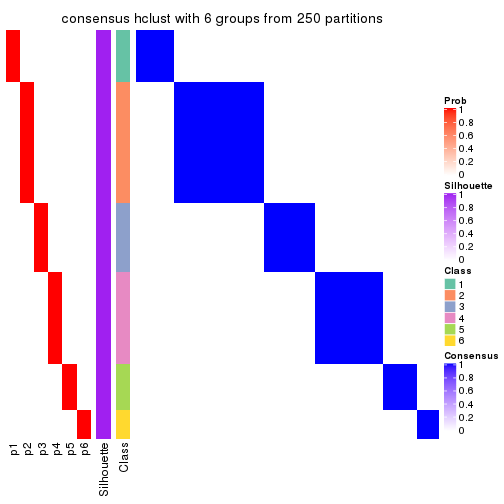 consensus hclust with 6 groups from 250 partitions
Prob
1
0.8
0.6
0.4
0.2
0
Silhouette
1
0.8
0.6
0.4
0.2
0
Class
1
2
3
4
5
6
Consensus
1
0.8
0.6
0.4
0.2
0
p1
p2
p3
p4
p5
p6
Silhouette
Class